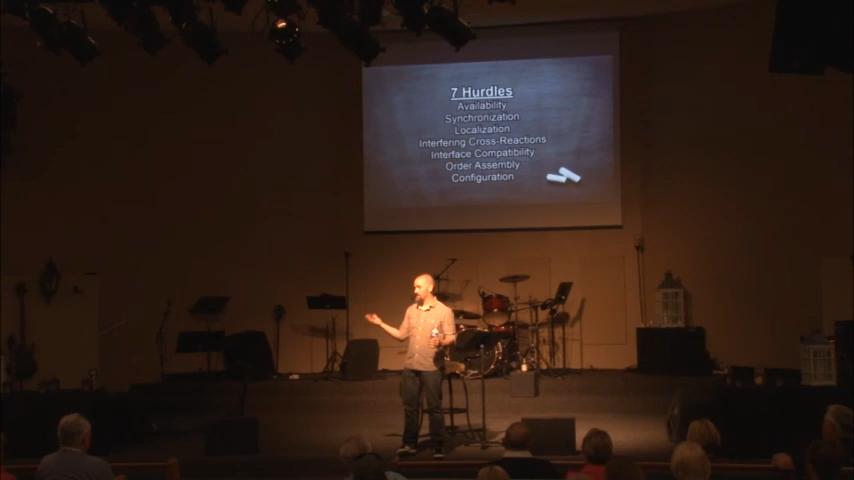 7 Hurdles
Availability
Synchronization
Localization
Interfering Cross-Reactions
Interface Compatibility
Order Assembly
Configuration